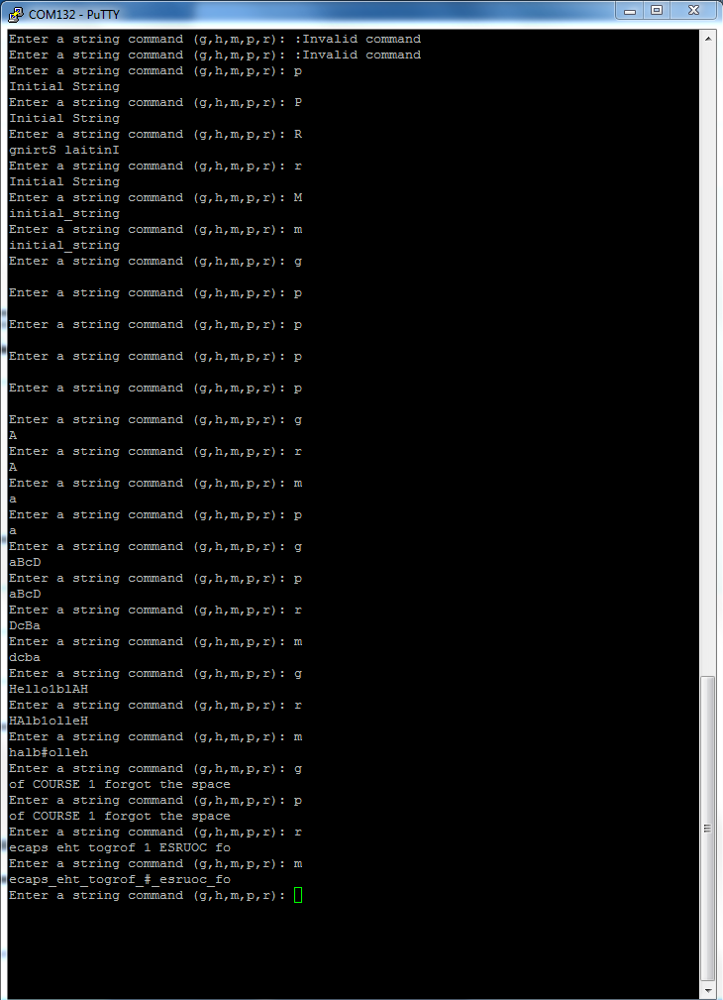 COM132 - PuTTY
Enter a string command (g,h,m,p,r): :Invalid command
Enter a string command (g,h,m,p,r): :Invalid command
Enter a string command (g,h,m,p,r): p
Initial String
Enter a string command (g,h,m,p,r): P
Initial String
Enter a string command (g,h,m,p,r): R
gnirtS laitinI
Enter a string command (g,h,m,p,r): r
Initial String
Enter a string command (g,h,m,p,r): M
initial_string
Enter a string command (g,h,m,p,r): m
initial_string
Enter a string command (g,h,m,p,r): g
Enter a string command (g,h,m,p,r): p
Enter a string command (g,h,m,p,r): p
Enter a string command (g,h,m,p,r): p
Enter a string command (g,h,m,p,r): p
Enter a string command (g,h,m,p,r): g
A
Enter a string command (g,h,m,p,r): r
A
Enter a string command (g,h,m,p,r): m
a
Enter a string command (g,h,m,p,r): p
a
Enter a string command (g,h,m,p,r): g
aBcD
Enter a string command (g,h,m,p,r): p
aBcD
Enter a string command (g,h,m,p,r): r
DcBa
Enter a string command (g,h,m,p,r): m
dcba
Enter a string command (g,h,m,p,r): g
Hello1blAH
Enter a string command (g,h,m,p,r): r
HAlb1olleH
Enter a string command (g,h,m,p,r): m
halb#olleh
Enter a string command (g,h,m,p,r): g
of COURSE 1 forgot the space
Enter a string command (g,h,m,p,r): p
of COURSE 1 forgot the space
Enter a string command (g,h,m,p,r): r
ecaps eht togrof 1 ESRUOC fo
Enter a string command (g,h,m,p,r): m
ecaps_eht_togrof_#_esruoc_fo
Enter a string command (g,h,m,p,r):